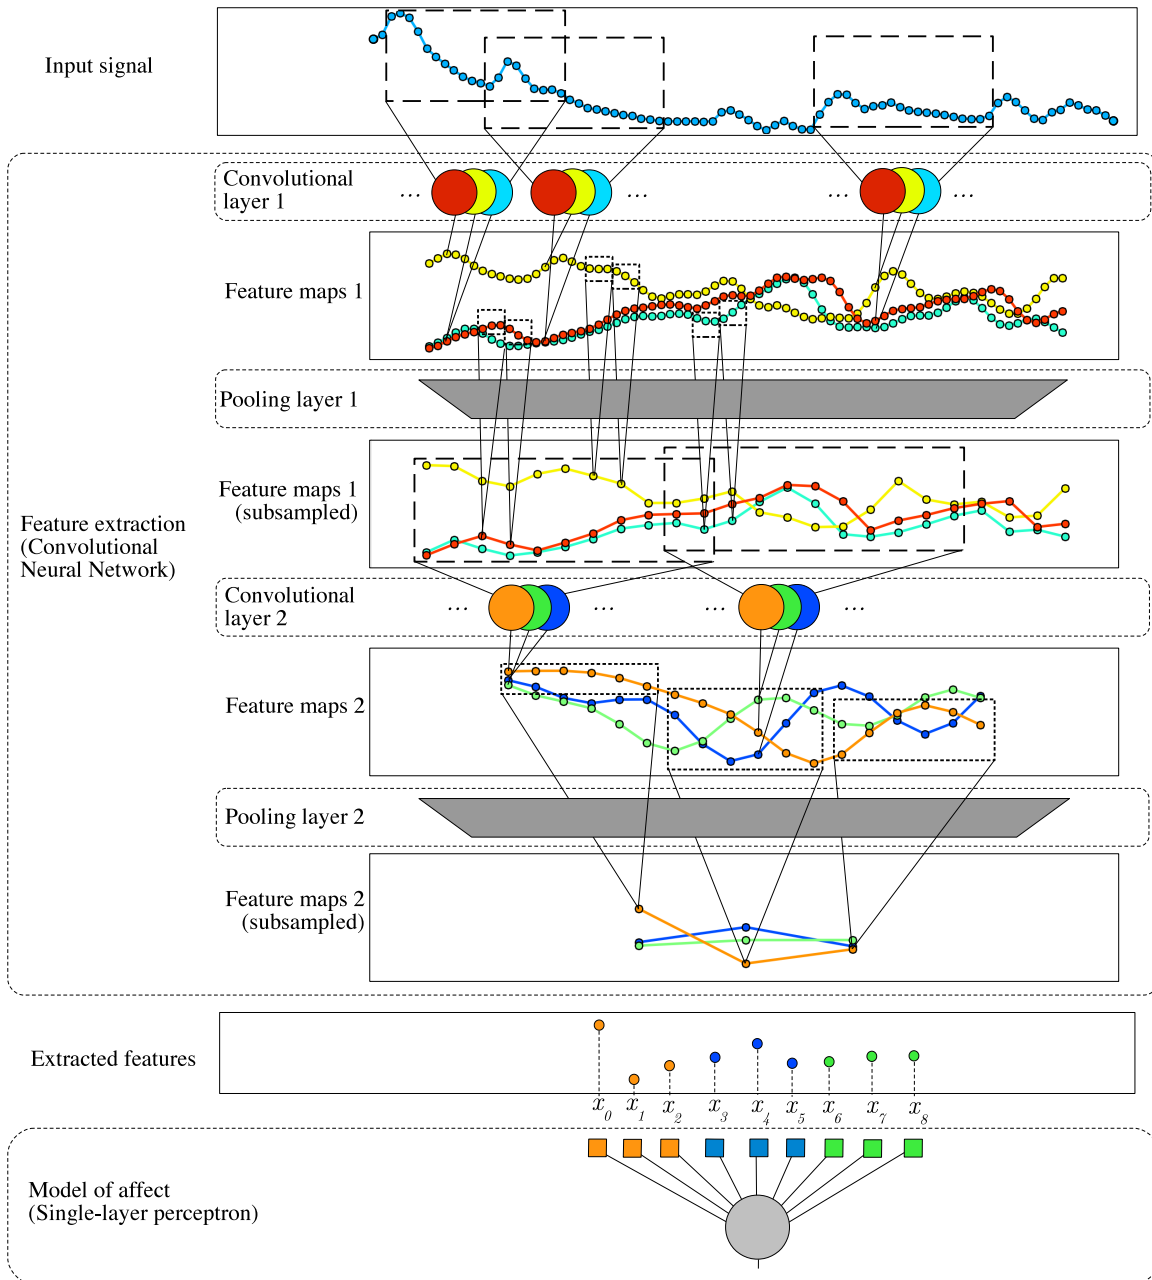 Input signal
Convolutional
layer 1
... ... ... ...
Feature maps 1
Pooling layer 1
Feature maps 1
(subsampled)
Feature extraction
(Convolutional
Neural Network)
Convolutional
layer 2
... ... ... ...
Feature maps 2
Pooling layer 2
Feature maps 2
(subsampled)
Extracted features
x0 x1 x2 x3 x4 x5 x6 x7 x8
Model of affect
(Single-layer perceptron)